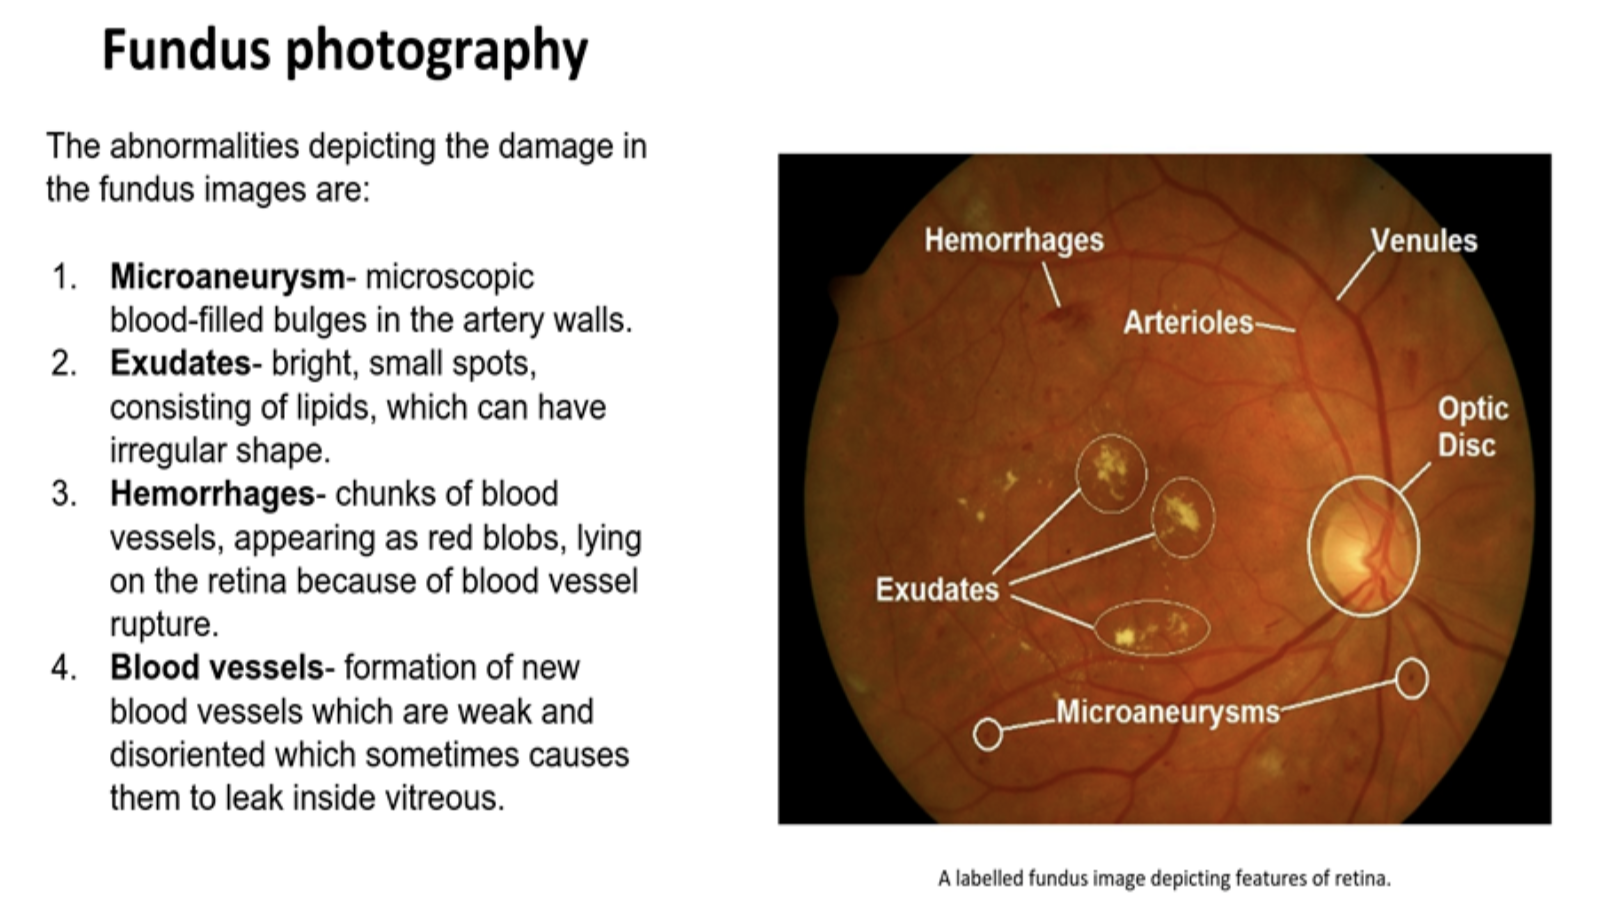 Fundus photography
The abnormalities depicting the damage in
the fundus images are:
1. Microaneurysm- microscopic
blood-filled bulges in the artery walls.
2. Exudates- bright, small spots,
consisting of lipids, which can have
irregular shape.
3. Hemorrhages- chunks of blood
vessels, appearing as red blobs, lying
on the retina because of blood vessel
rupture.
4. Blood vessels- formation of new
blood vessels which are weak and
disoriented which sometimes causes
them to leak inside vitreous.
Hemorrhages
Venules
Arterioles
Optic
Disc
Exudates
Microaneurysms
A labelled fundus image depicting features of retina.